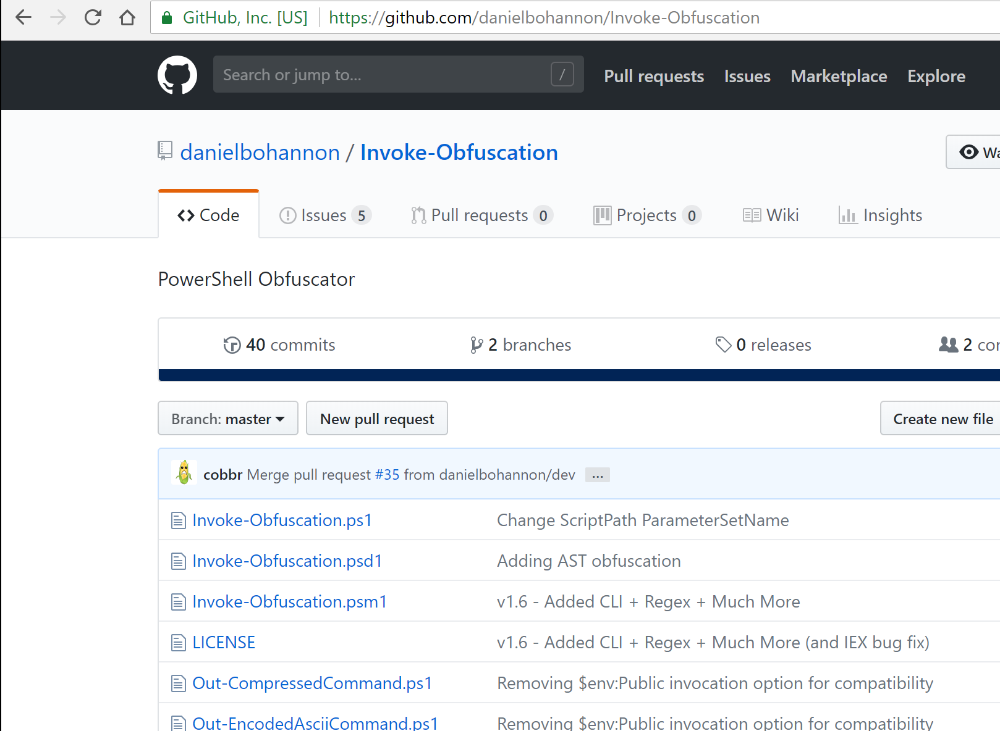 GitHub, Inc. [US] https://github.com/danielbohannon/Invoke-Obfuscation
Search or jump to... / Pull requests Issues Marketplace Explore
danielbohannon / Invoke-Obfuscation
Code Issues 5 Pull requests 0 Projects 0 Wiki Insights
PowerShell Obfuscator
40 commits 2 branches 0 releases 2
Branch: master New pull request Create new file
cobbr Merge pull request #35 from danielbohannon/dev ...
Invoke-Obfuscation.ps1 Change ScriptPath ParameterSetName
Invoke-Obfuscation.psd1 Adding AST obfuscation
Invoke-Obfuscation.psm1 v1.6 - Added CLI + Regex + Much More
LICENSE v1.6 - Added CLI + Regex + Much More (and IEX bug fix)
Out-CompressedCommand.ps1 Removing $env:Public invocation option for compatibility
Out-EncodedAsciiCommand.ps1 Removing $env:Public invocation option for compatibility